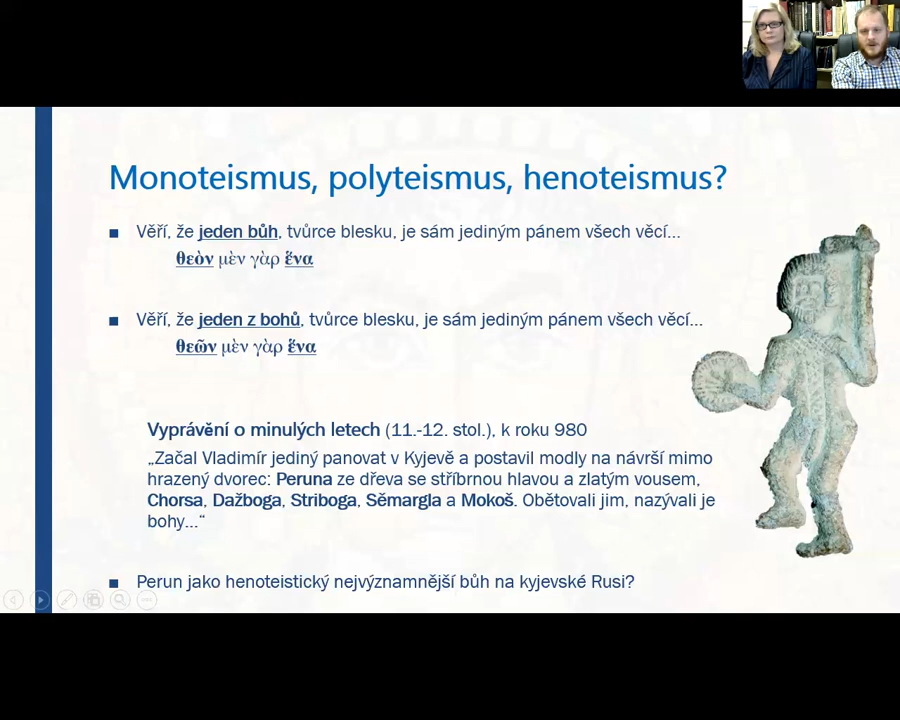 Monoteismus, polyteismus, henoteismus?
■ Věří, že jeden bůh, tvůrce blesku, je sám jediným pánem všech věcí...
θεὸν μὲν γὰρ ἕνα
■ Věří, že jeden z bohů, tvůrce blesku, je sám jediným pánem všech věcí...
θεῶν μὲν γὰρ ἕνα
Vyprávění o minulých letech (11.-12. stol.), k roku 980
„Začal Vladimír jediný panovat v Kyjevě a postavil modly na návrší mimo
hrazený dvorec: Peruna ze dřeva se stříbrnou hlavou a zlatým vousem,
Chorsa, Dažboga, Striboga, Sěmargla a Mokoš. Obětovali jim, nazývali je
bohy...“
■ Perun jako henoteistický nejvýznamnější bůh na kyjevské Rusi?